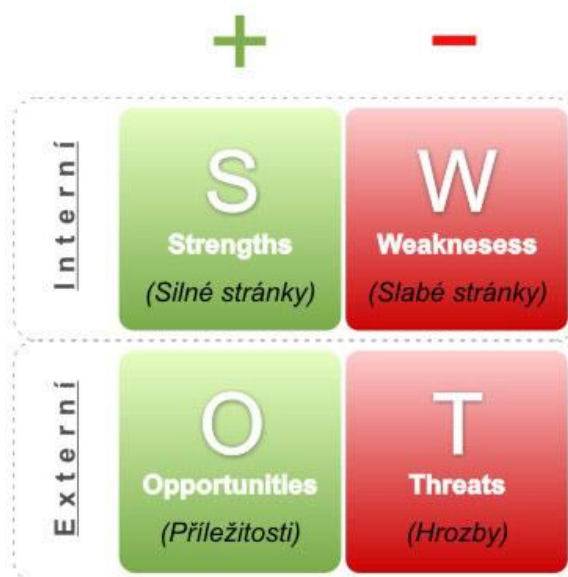 + −
Interní
S
Strengths
(Silné stránky)
W
Weaknesess
(Slabé stránky)
Externí
O
Opportunities
(Příležitosti)
T
Threats
(Hrozby)